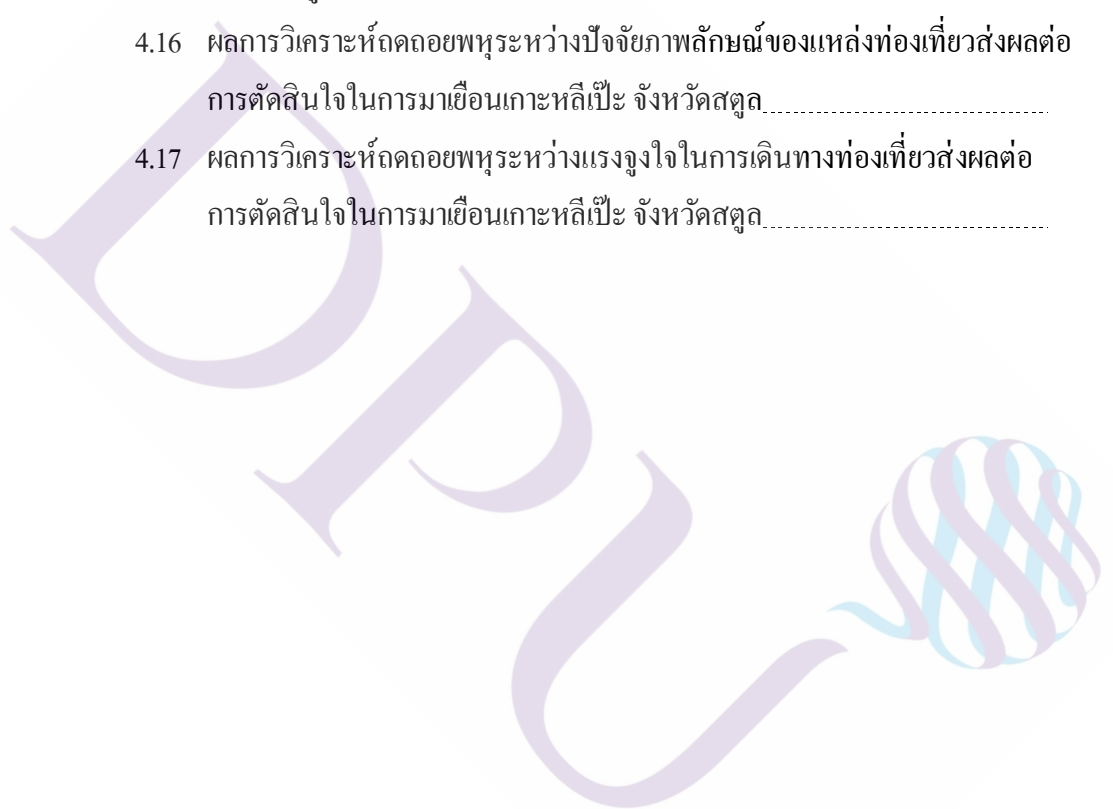 4.16 ผลการวิเคราะห์ถดถอยพหุระหว่างปัจจัยภาพลักษณ์ของแหล่งท่องเที่ยวส่งผลต่อ
การตัดสินใจในการมาเยือนเกาะหลีเป๊ะ จังหวัดสตูล
4.17 ผลการวิเคราะห์ถดถอยพหุระหว่างแรงจูงใจในการเดินทางท่องเที่ยวส่งผลต่อ
การตัดสินใจในการมาเยือนเกาะหลีเป๊ะ จังหวัดสตูล
DPU